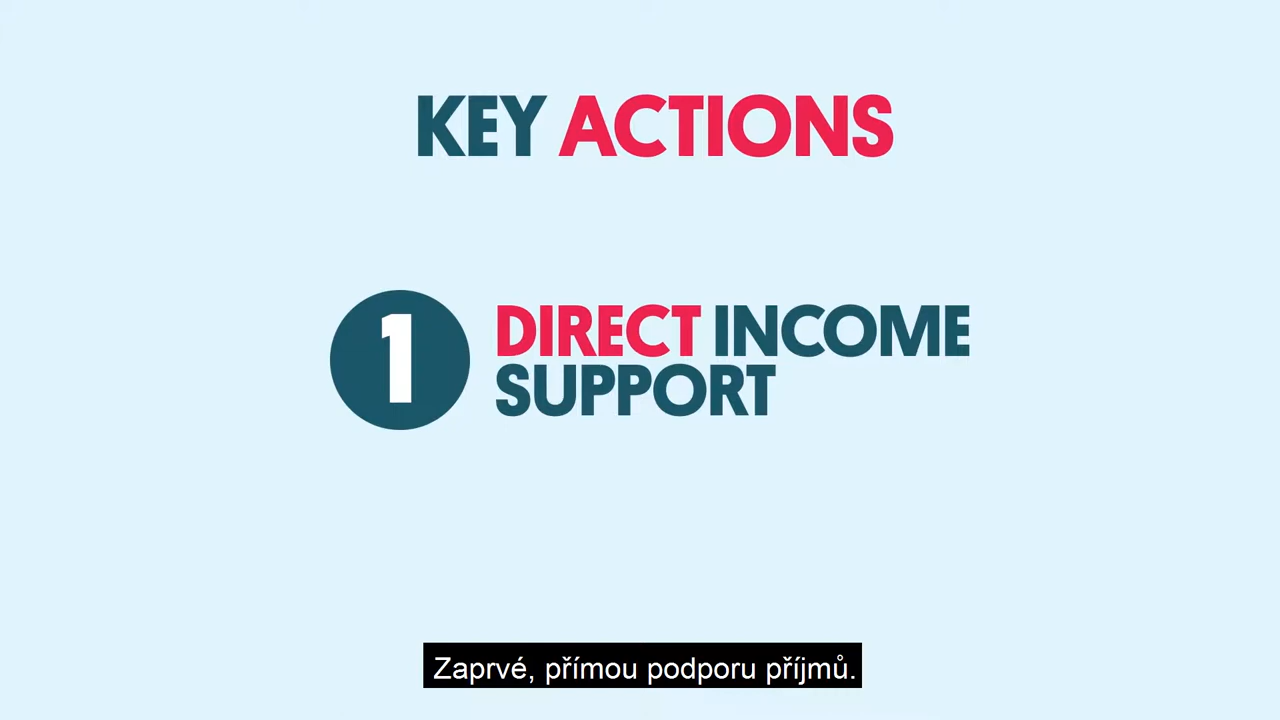 KEY ACTIONS
1
DIRECT INCOME
SUPPORT
Zaprvé, přímou podporu příjmů.